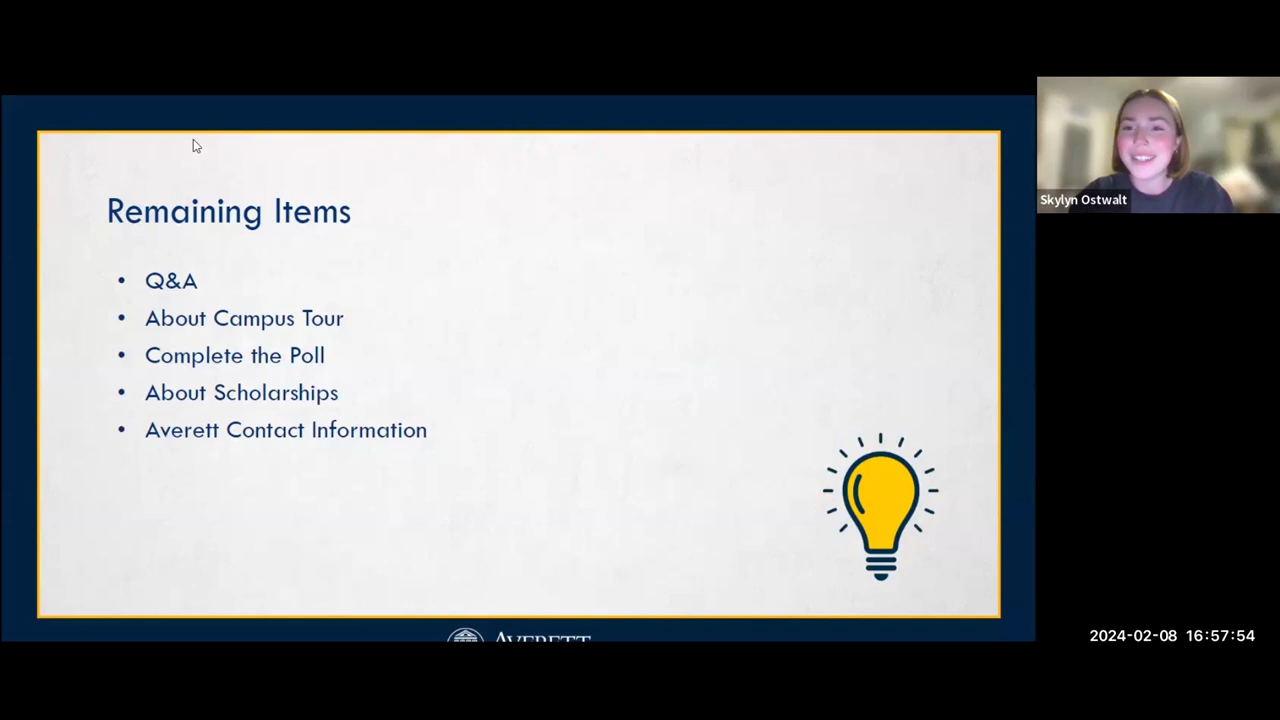 Remaining Items
• Q&A
• About Campus Tour
• Complete the Poll
• About Scholarships
• Averett Contact Information
AVERETT
Skylyn Ostwalt
2024-02-08 16:57:54